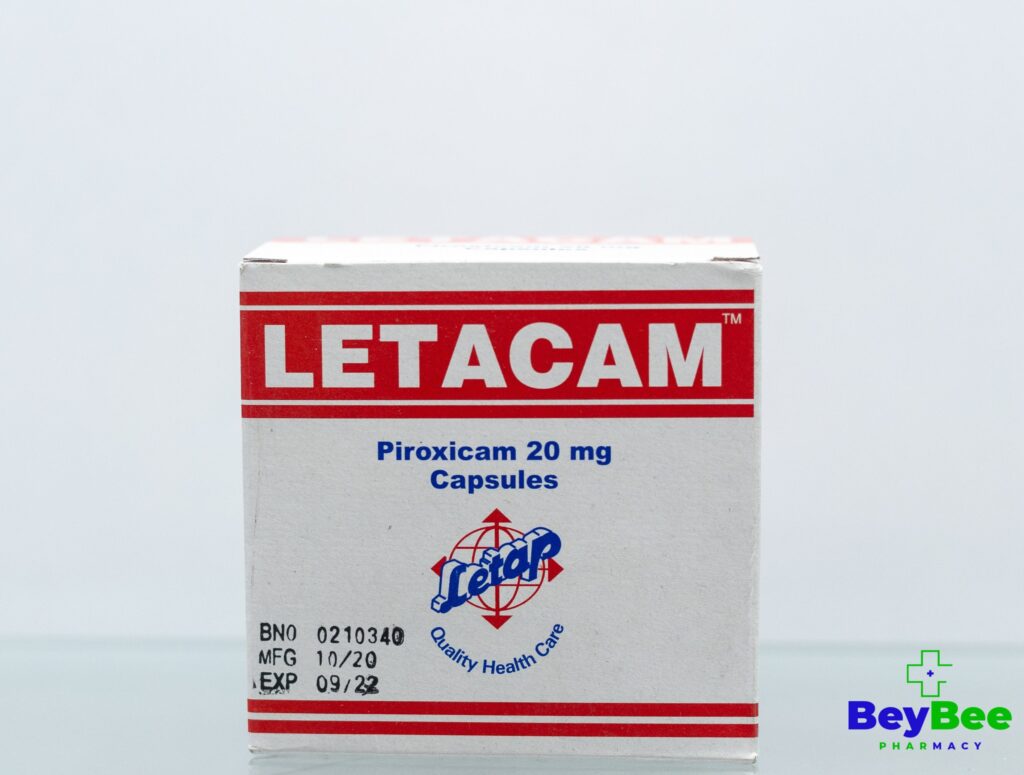 LETACAM™
Piroxicam 20 mg
Capsules
Letap
Quality Health Care
BNO 0210340
MFG 10/20
EXP 09/22
BeyBee
PHARMACY